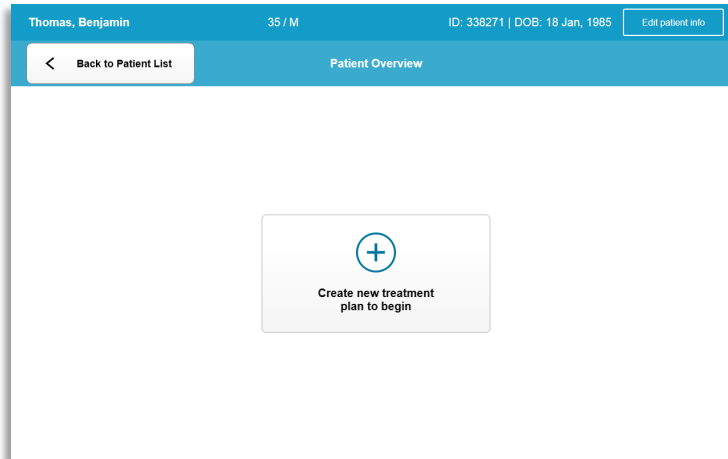 Thomas, Benjamin 35 / M ID: 338271 | DOB: 18 Jan, 1985 Edit patient info
Back to Patient List Patient Overview
Create new treatment
plan to begin